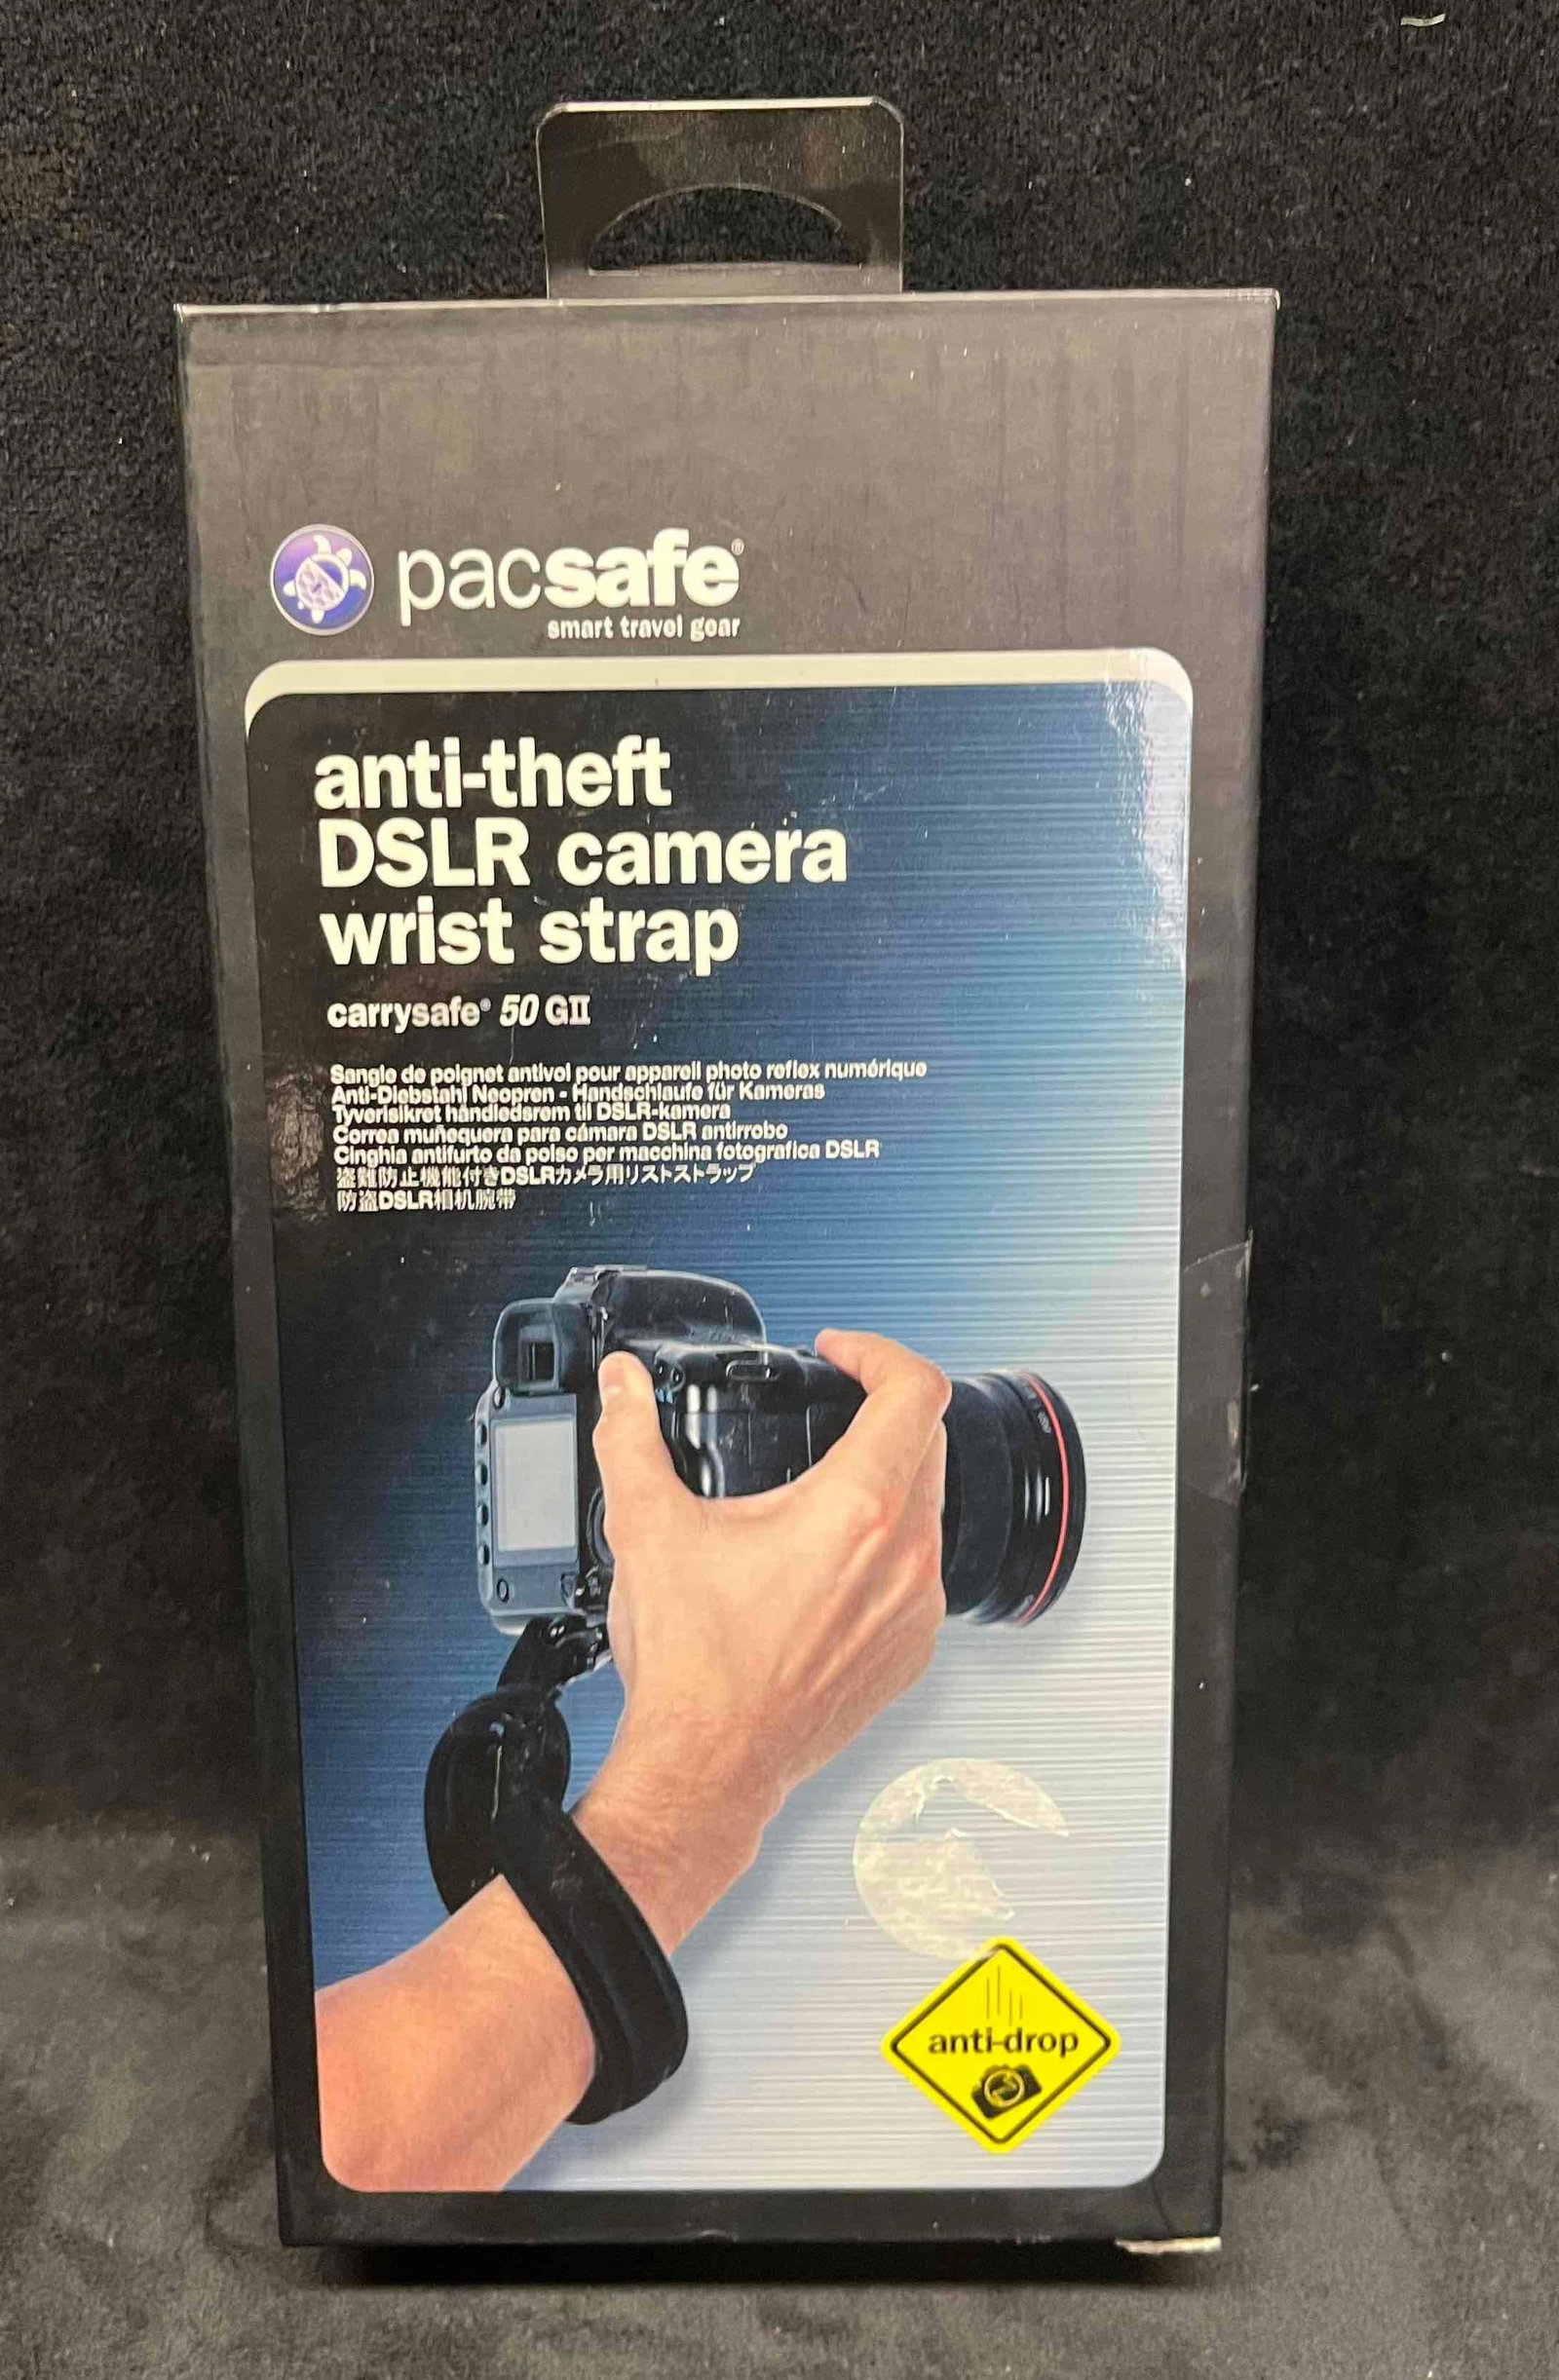 pacsafe®
smart travel gear
anti-theft
DSLR camera
wrist strap
carrysafe® 50 GII
Sangle de poignet antivol pour appareil photo reflex numérique
Anti-Diebstahl Neopren - Handschlaufe für Kameras
Tyverisikret håndledsrem til DSLR-kamera
Correa muñequera para cámara DSLR antirrobo
Cinghia antifurto da polso per macchina fotografica DSLR
盗難防止機能付きDSLRカメラ用リストストラップ
防盗DSLR相机腕带
anti-drop